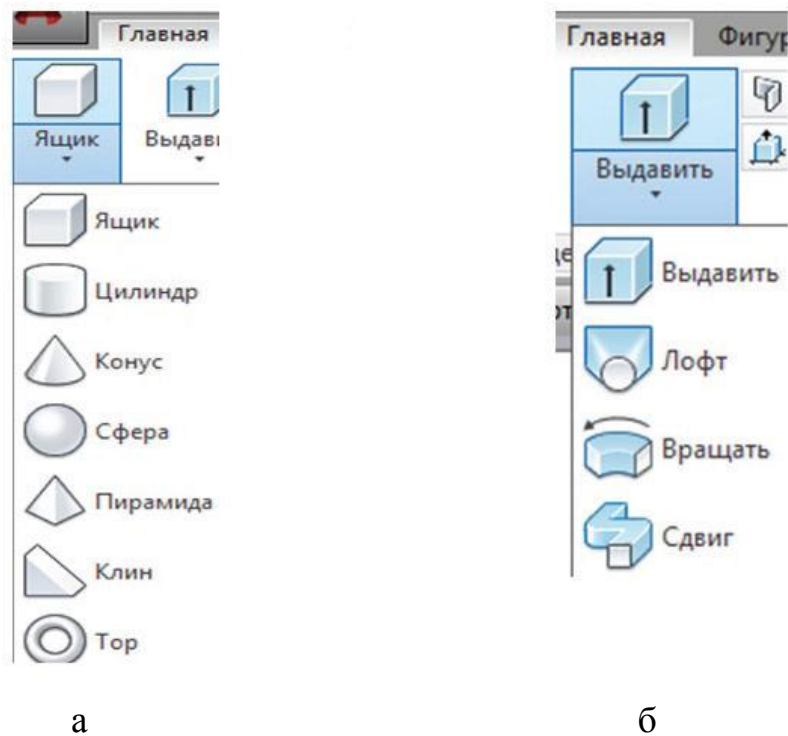 Главная
Ящик
Ящик
Цилиндр
Конус
Сфера
Пирамида
Клин
Тор
а
Главная
Выдавить
Выдавить
Лофт
Вращать
Сдвиг
б